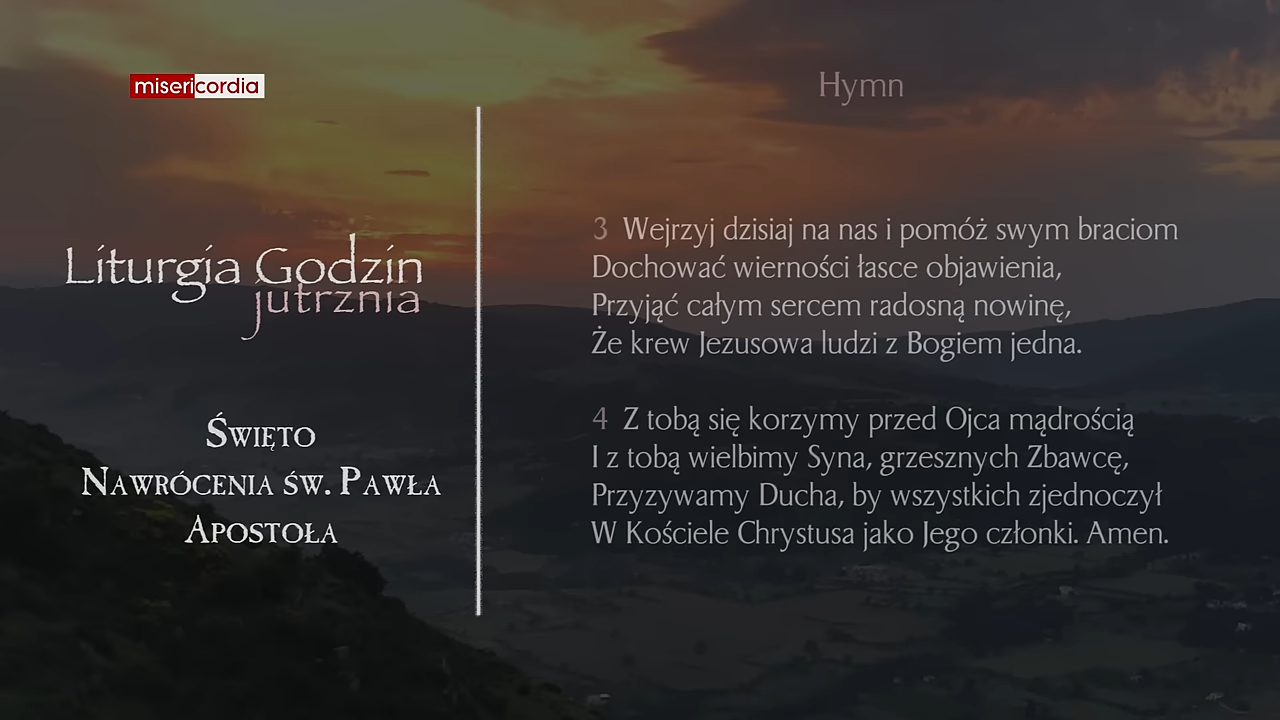 misericordia
Liturgia Godzin
jutrznia
Święto
Nawrócenia św. Pawła
Apostoła
Hymn
3 Wejrzyj dzisiaj na nas i pomóż swym braciom
Dochować wierności łasce objawienia,
Przyjąć całym sercem radosną nowinę,
Że krew Jezusowa ludzi z Bogiem jedna.
4 Z tobą się korzymy przed Ojca mądrością
I z tobą wielbimy Syna, grzesznych Zbawcę,
Przyzywamy Ducha, by wszystkich zjednoczył
W Kościele Chrystusa jako Jego członki. Amen.